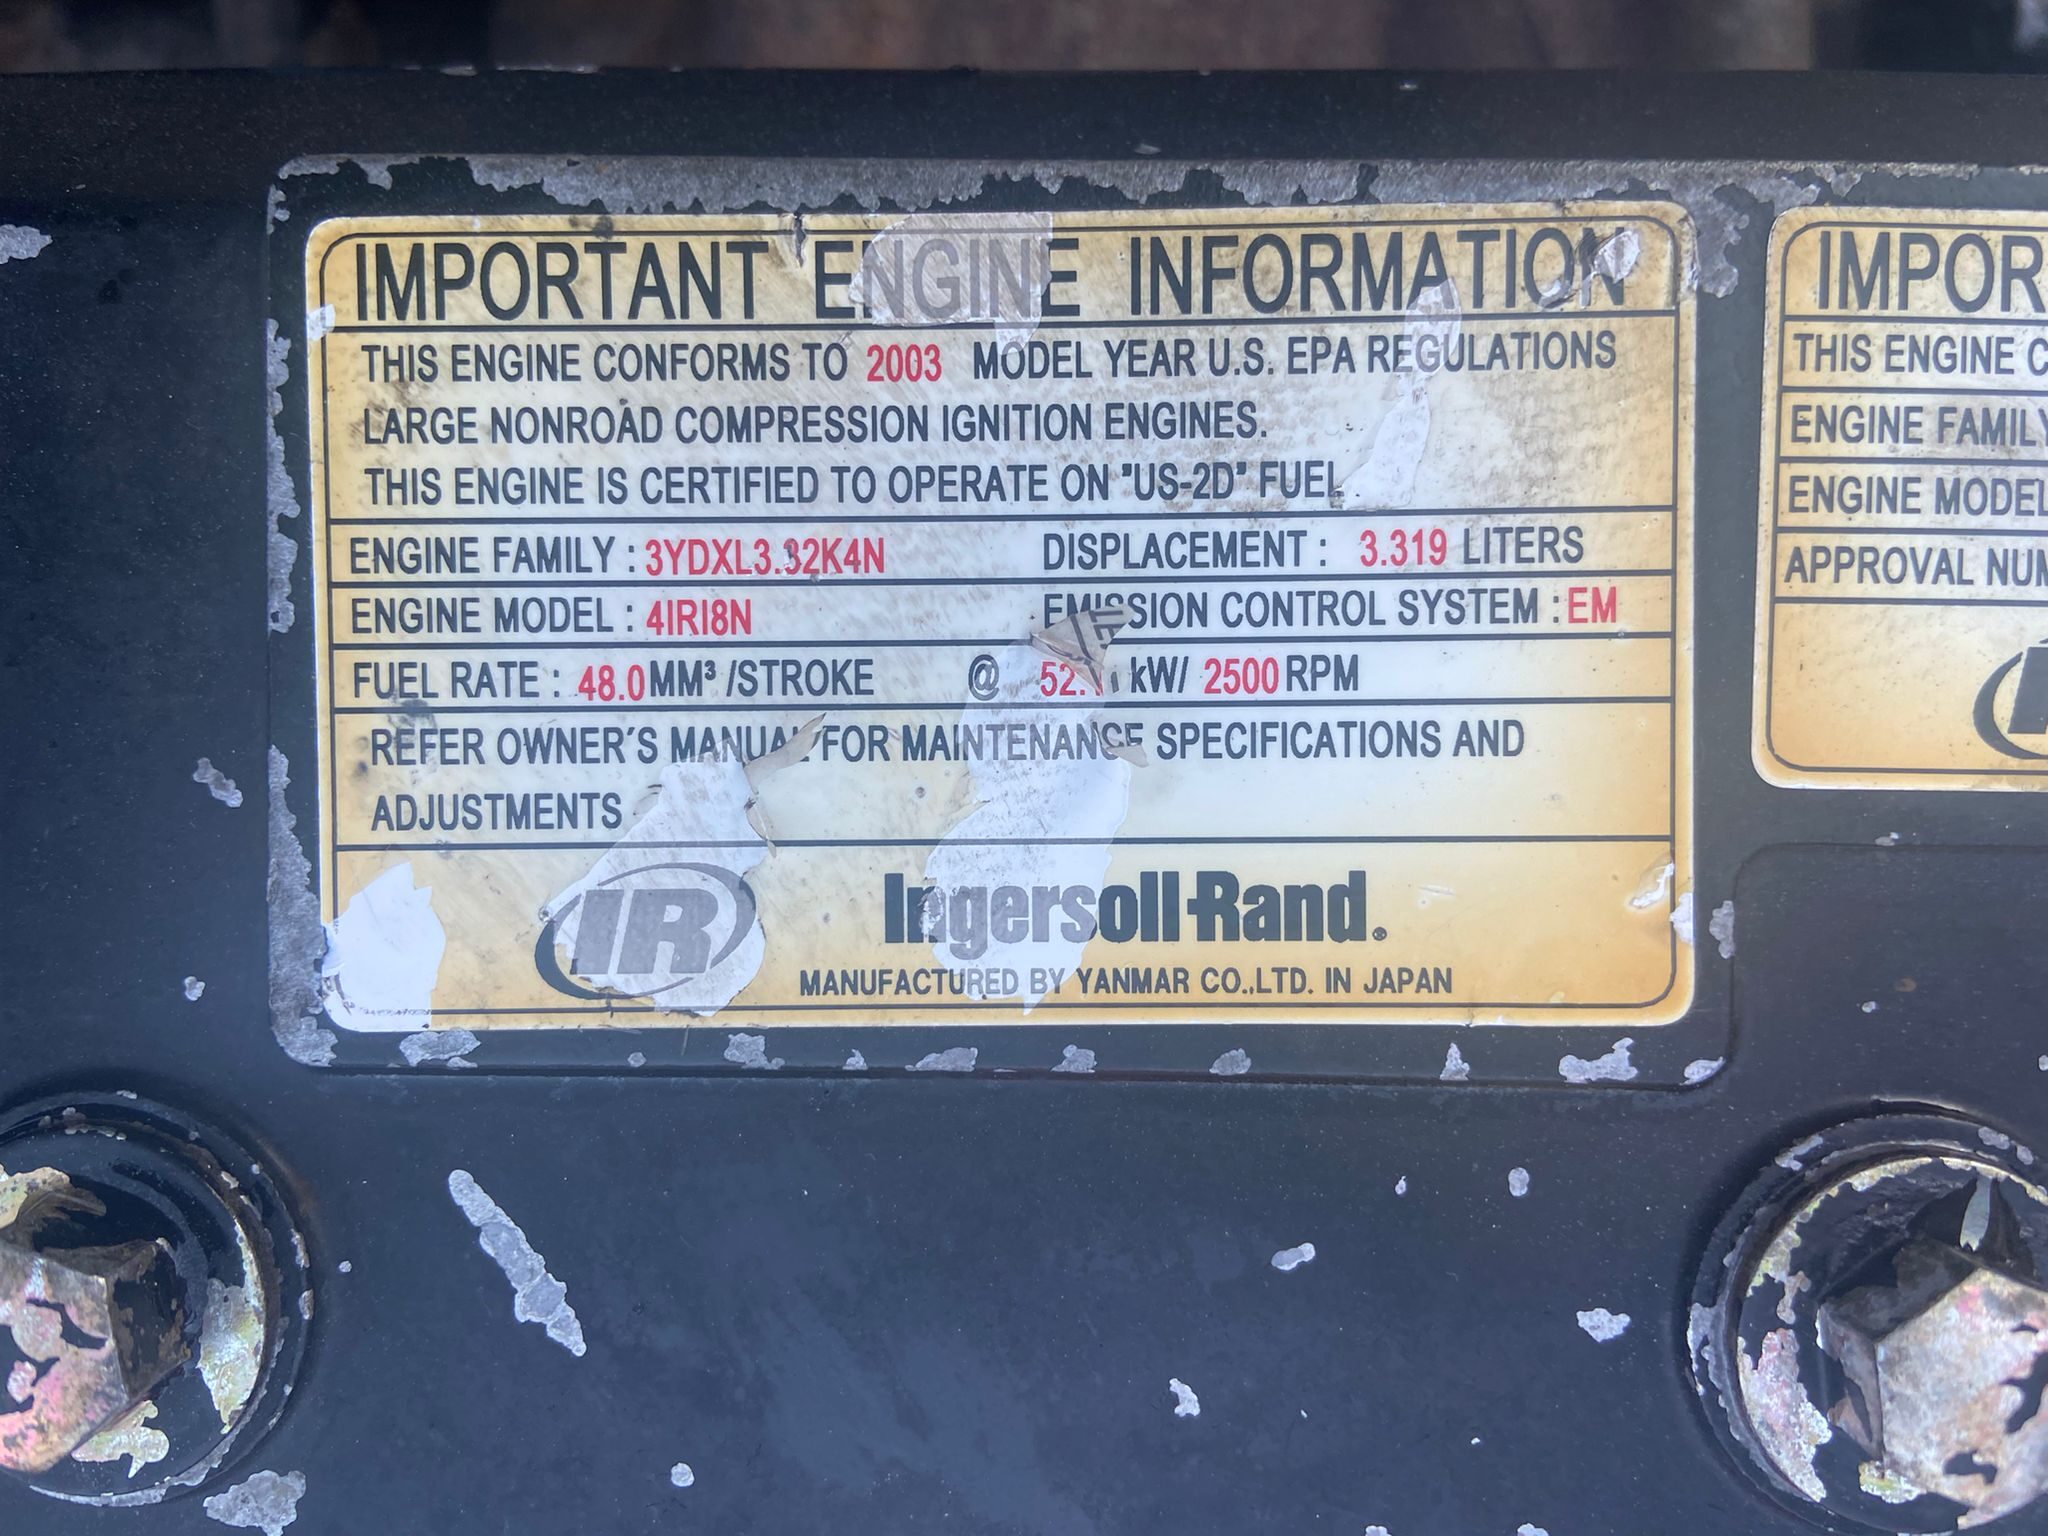 IMPORTANT ENGINE INFORMATION
THIS ENGINE CONFORMS TO 2003 MODEL YEAR U.S. EPA REGULATIONS
LARGE NONROAD COMPRESSION IGNITION ENGINES.
THIS ENGINE IS CERTIFIED TO OPERATE ON "US-2D" FUEL
ENGINE FAMILY : 3YDXL3.32K4N DISPLACEMENT : 3.319 LITERS
ENGINE MODEL : 4IRI8N EMISSION CONTROL SYSTEM : EM
FUEL RATE : 48.0 MM³ /STROKE @ kW/ 2500 RPM
REFER OWNER'S MANUAL FOR MAINTENANCE SPECIFICATIONS AND
ADJUSTMENTS
IR Ingersoll-Rand.
MANUFACTURED BY YANMAR CO.,LTD. IN JAPAN
IMPOR
THIS ENGINE C
ENGINE FAMILY
ENGINE MODEL
APPROVAL NUM